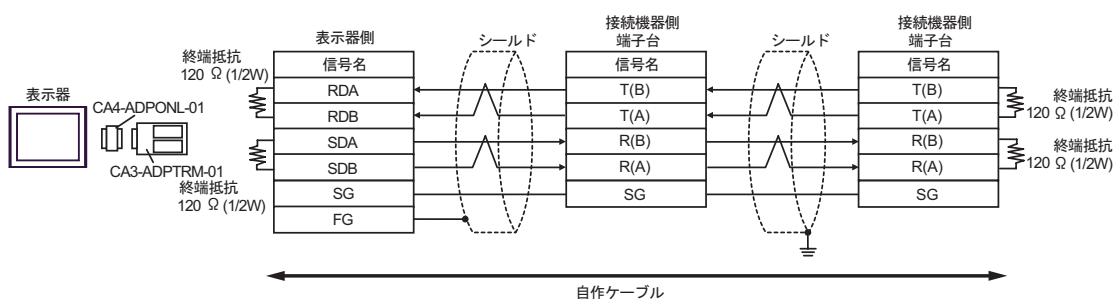 表示器
CA4-ADPONL-01
CA3-ADPTRM-01
終端抵抗
120 Ω (1/2W)
終端抵抗
120 Ω (1/2W)
表示器側
信号名
RDA
RDB
SDA
SDB
SG
FG
シールド
接続機器側
端子台
信号名
T(B)
T(A)
R(B)
R(A)
SG
シールド
接続機器側
端子台
信号名
T(B)
T(A)
R(B)
R(A)
SG
終端抵抗
120 Ω (1/2W)
終端抵抗
120 Ω (1/2W)
自作ケーブル